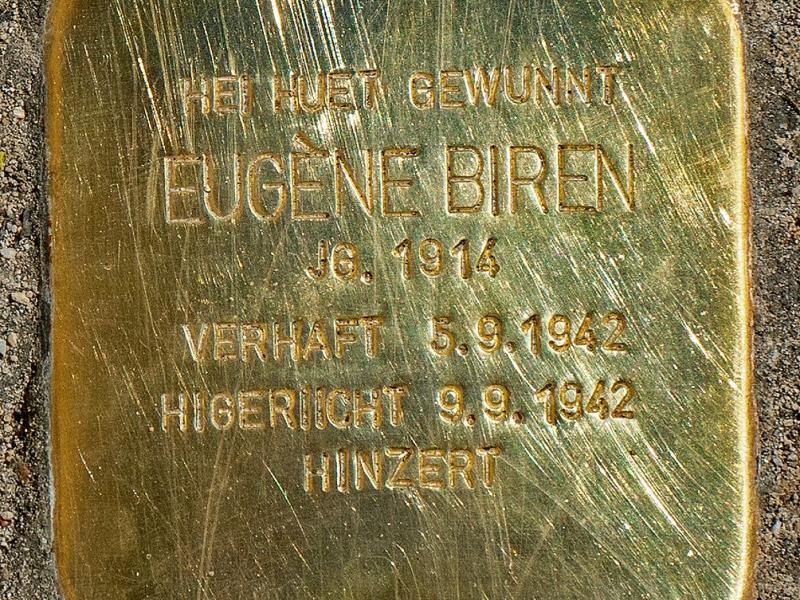 HEI HUET GEWUNNT
EUGÈNE BIREN
JG. 1914
VERHAFT 5.9.1942
HIGERIICHT 9.9.1942
HINZERT